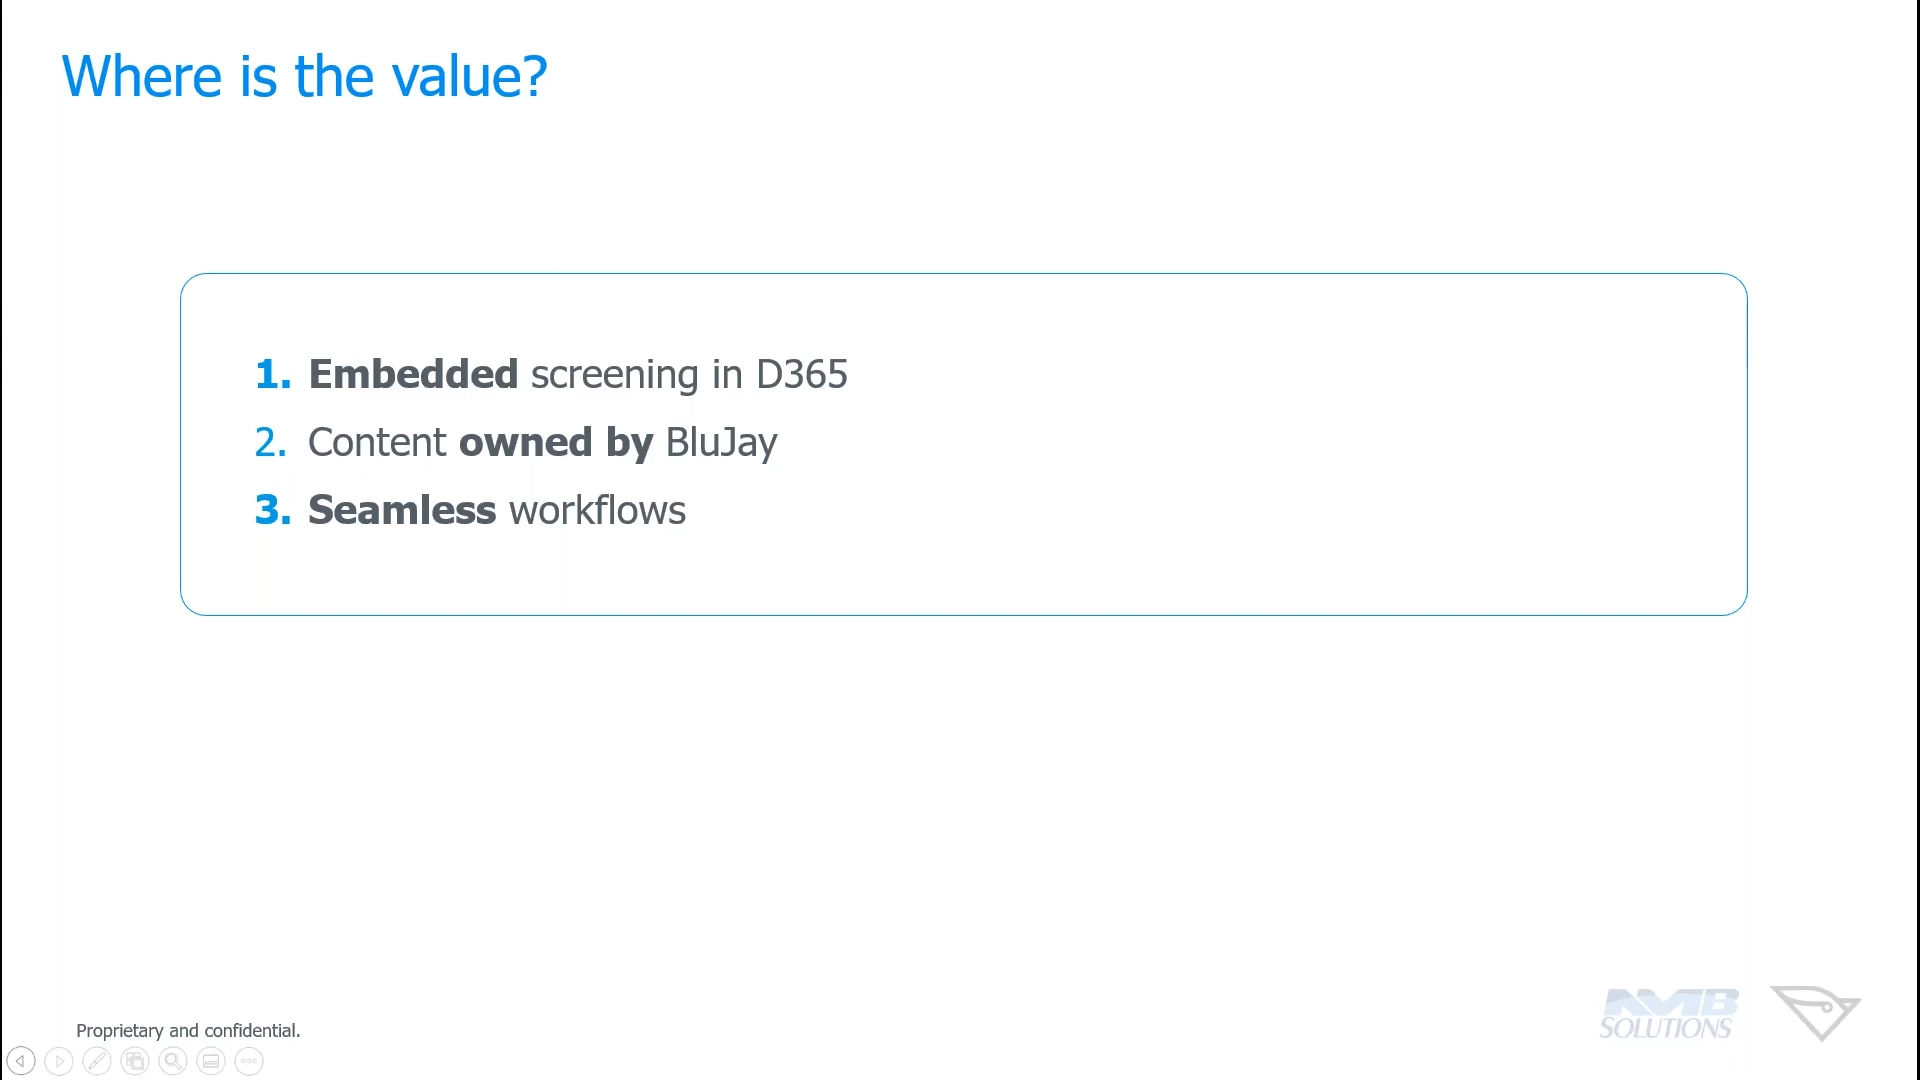 Where is the value?
1. Embedded screening in D365
2. Content owned by BluJay
3. Seamless workflows
NMB
SOLUTIONS
Proprietary and confidential.